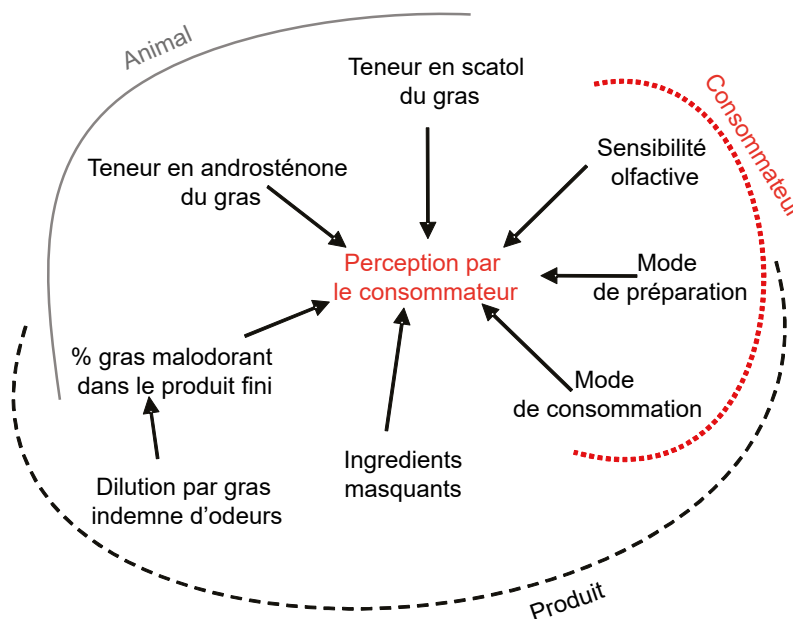 Animal
Teneur en scatol
du gras
Consommateur
Teneur en androsténone
du gras
Sensibilité
olfactive
Perception par
le consommateur
Mode
de préparation
% gras malodorant
dans le produit fini
Mode
de consommation
Ingredients
masquants
Dilution par gras
indemne d'odeurs
Produit